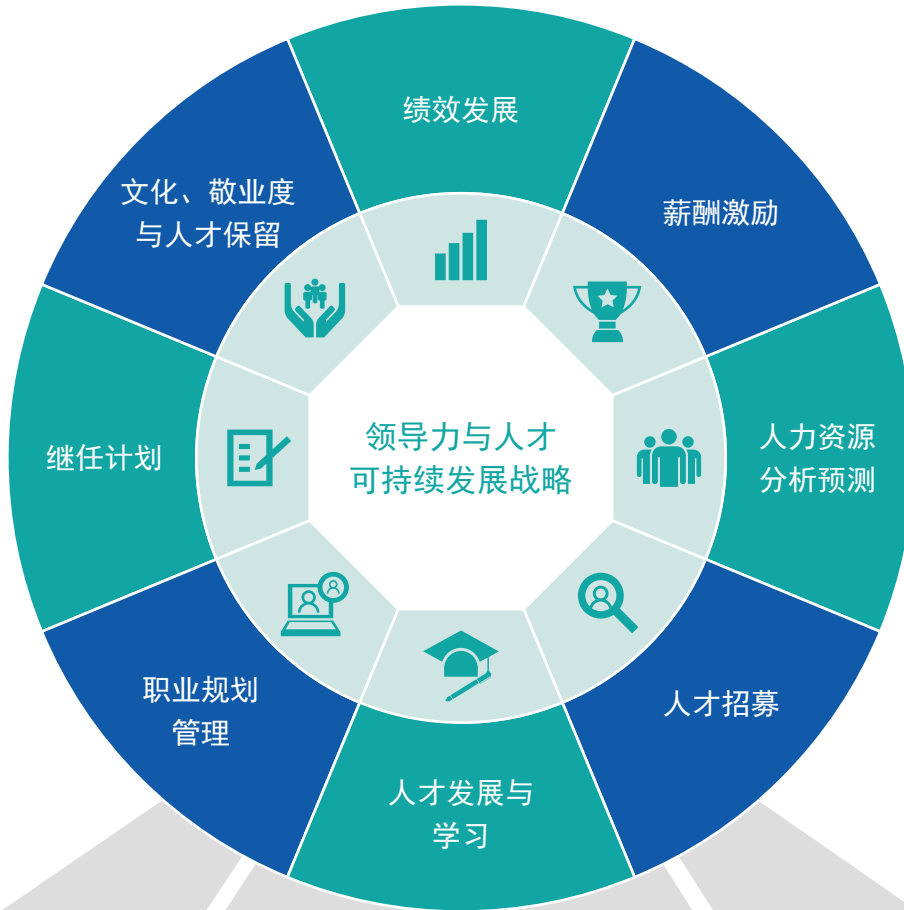 绩效发展
薪酬激励
人力资源
分析预测
人才招募
人才发展与
学习
职业规划
管理
继任计划
文化、敬业度
与人才保留
领导力与人才
可持续发展战略